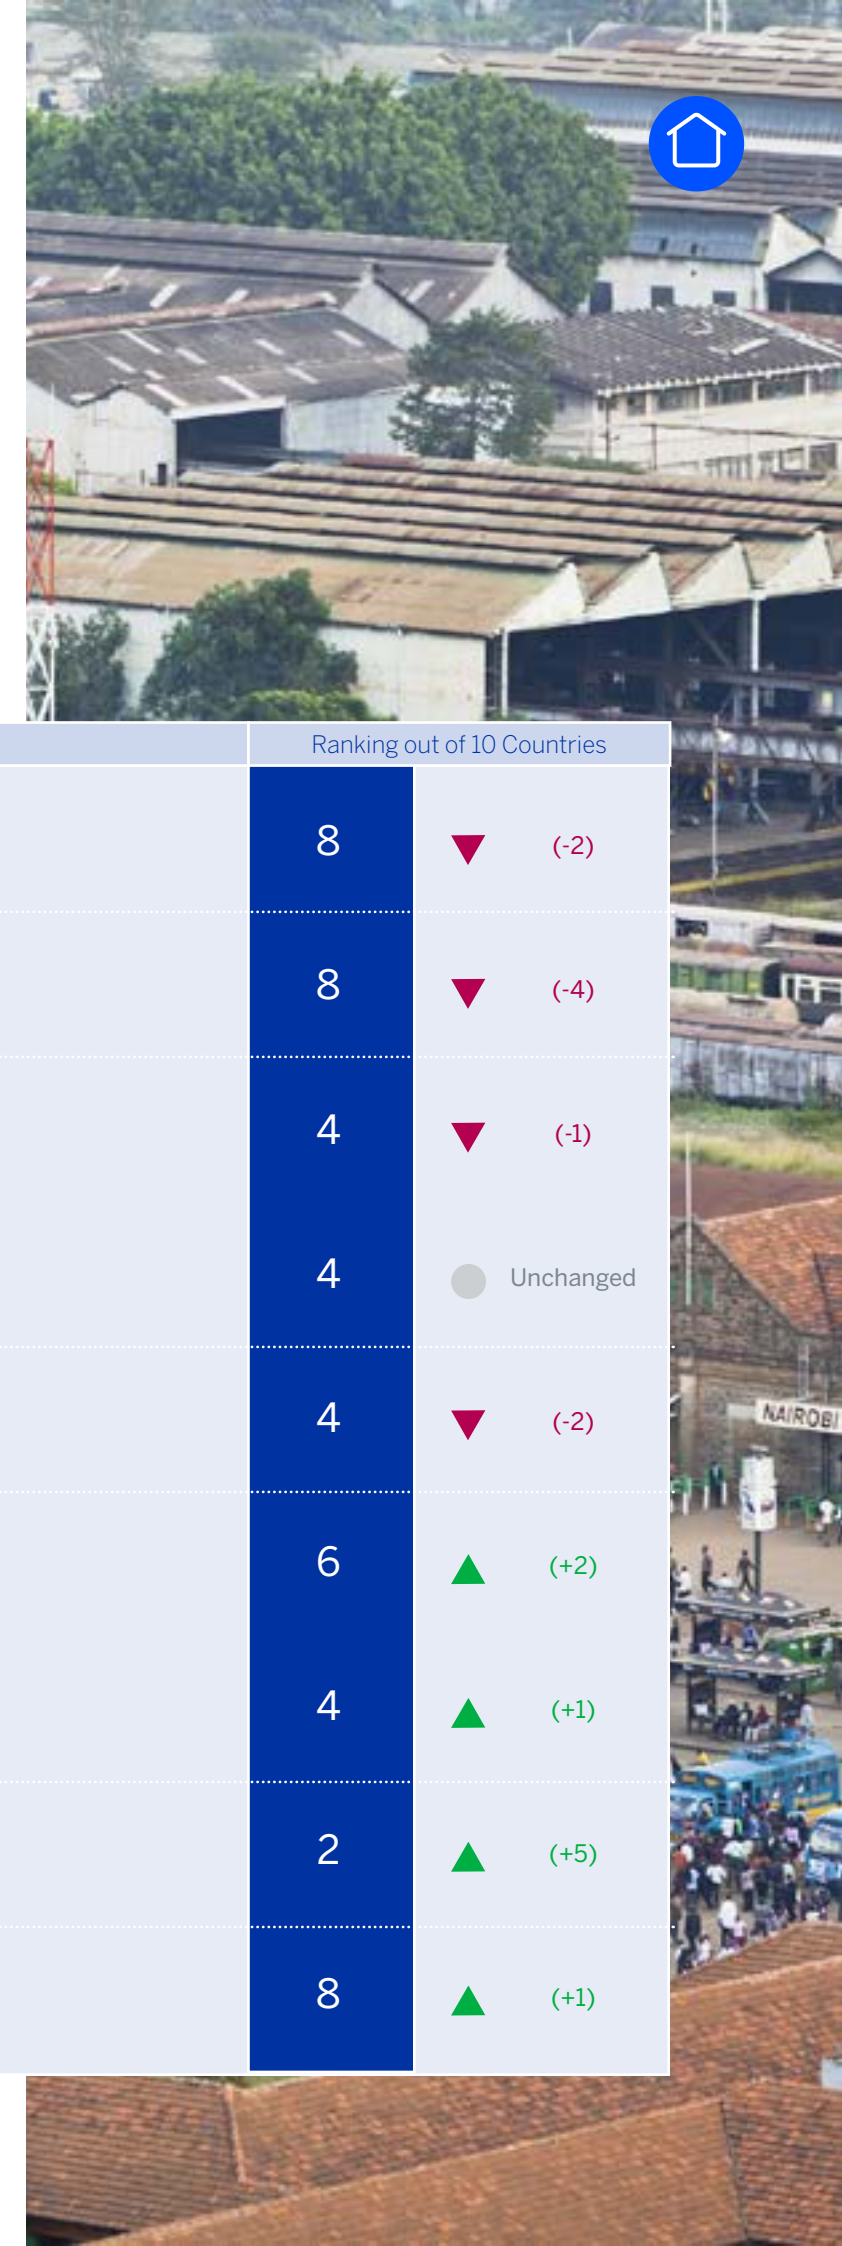 Ranking out of 10 Countries
8 (-2)
8 (-4)
4 (-1)
4 Unchanged
4 (-2)
NAIROBI
6 (+2)
4 (+1)
2 (+5)
8 (+1)